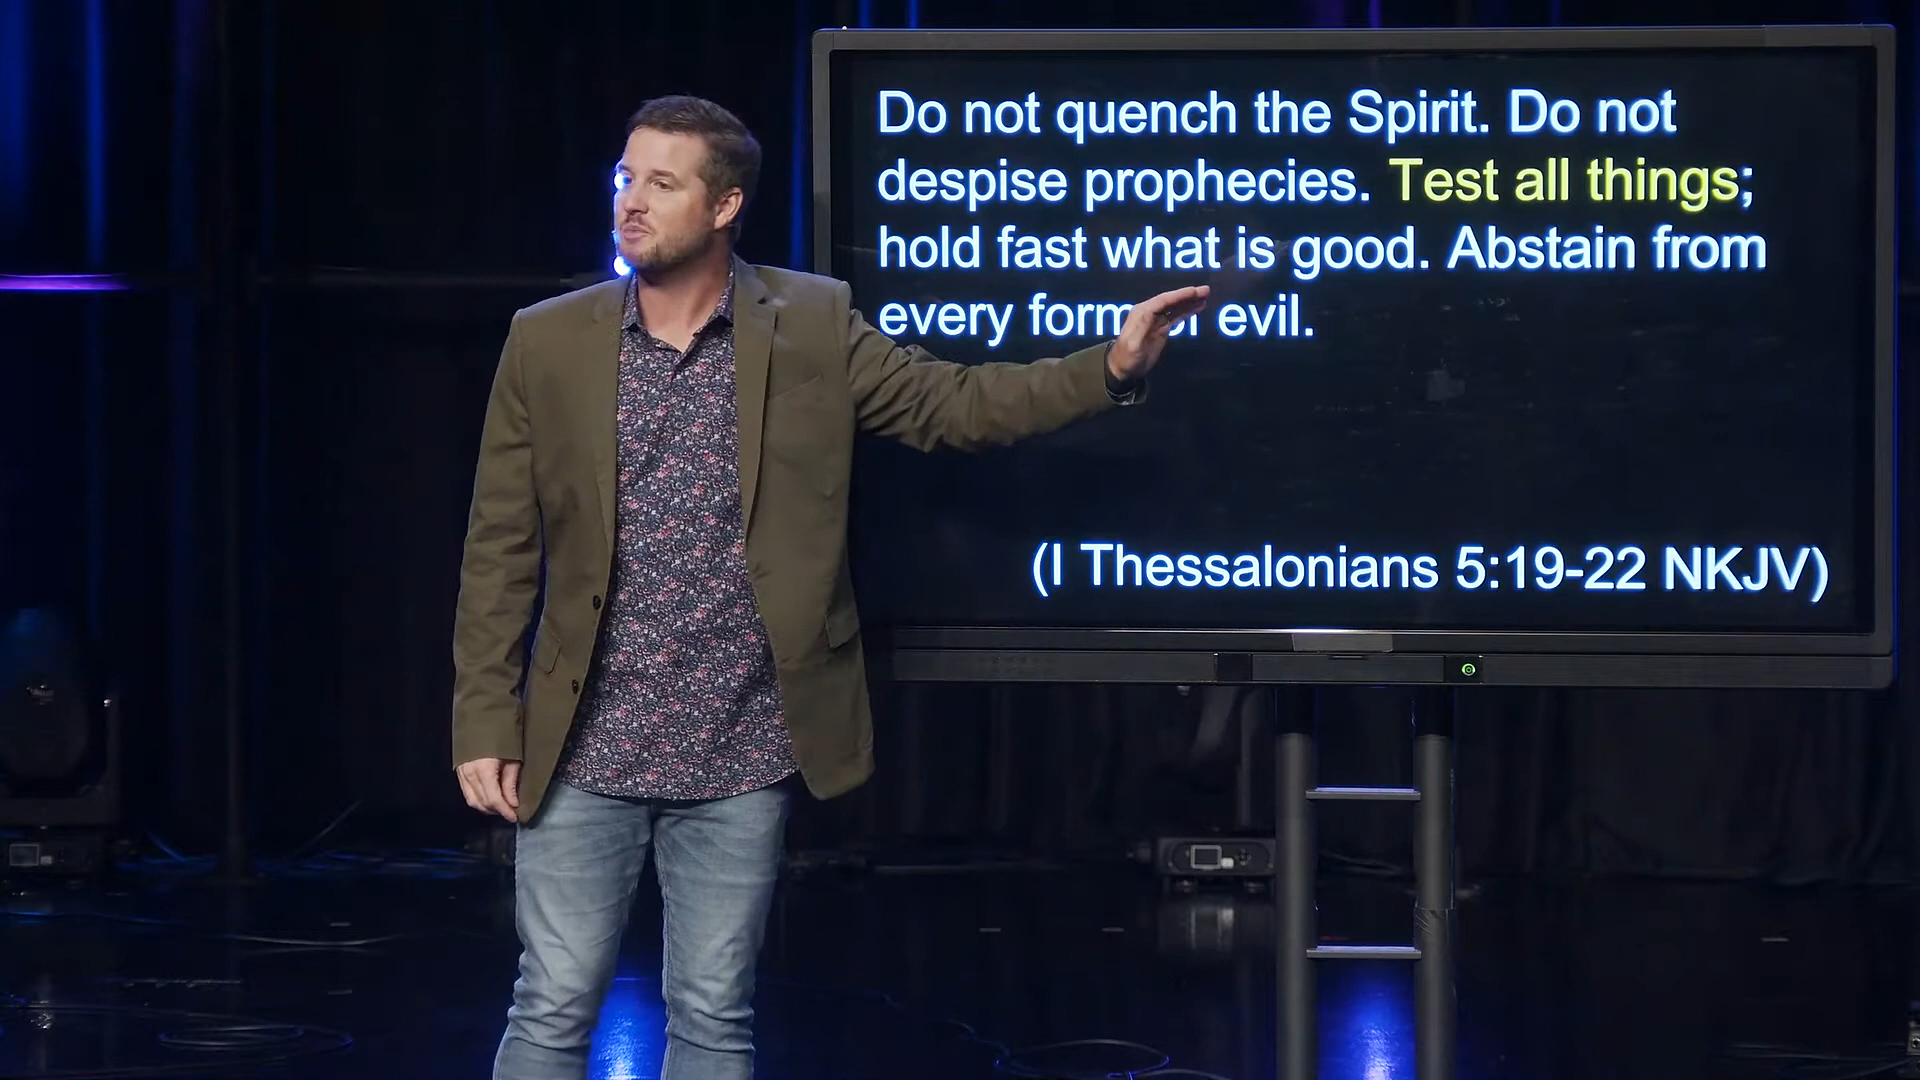 Do not quench the Spirit. Do not
despise prophecies. Test all things;
hold fast what is good. Abstain from
every form of evil.
(I Thessalonians 5:19-22 NKJV)